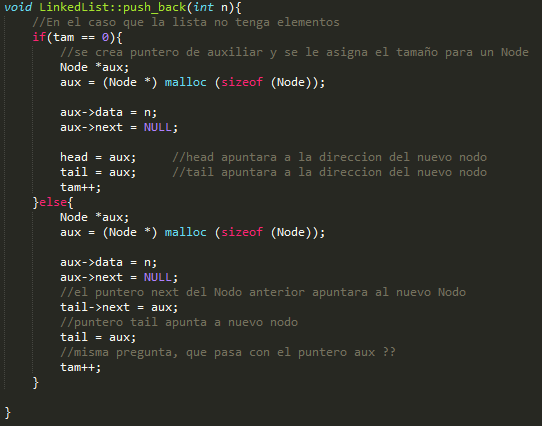 void LinkedList::push_back(int n){
    //En el caso que la lista no tenga elementos
    if(tam == 0){
        //se crea puntero de auxiliar y se le asigna el tamaño para un Node
        Node *aux;
        aux = (Node *) malloc (sizeof (Node));

        aux->data = n;
        aux->next = NULL;

        head = aux;     //head apuntara a la direccion del nuevo nodo
        tail = aux;     //tail apuntara a la direccion del nuevo nodo
        tam++;
    }else{
        Node *aux;
        aux = (Node *) malloc (sizeof (Node));

        aux->data = n;
        aux->next = NULL;
        //el puntero next del Nodo anterior apuntara al nuevo Nodo
        tail->next = aux;
        //puntero tail apunta a nuevo nodo
        tail = aux;
        //misma pregunta, que pasa con el puntero aux ??
        tam++;
    }

}